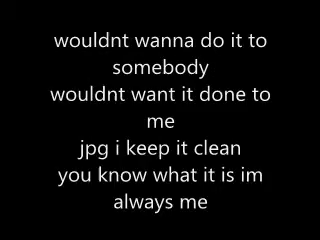 wouldnt wanna do it to
somebody
wouldnt want it done to
me
jpg i keep it clean
you know what it is im
always me